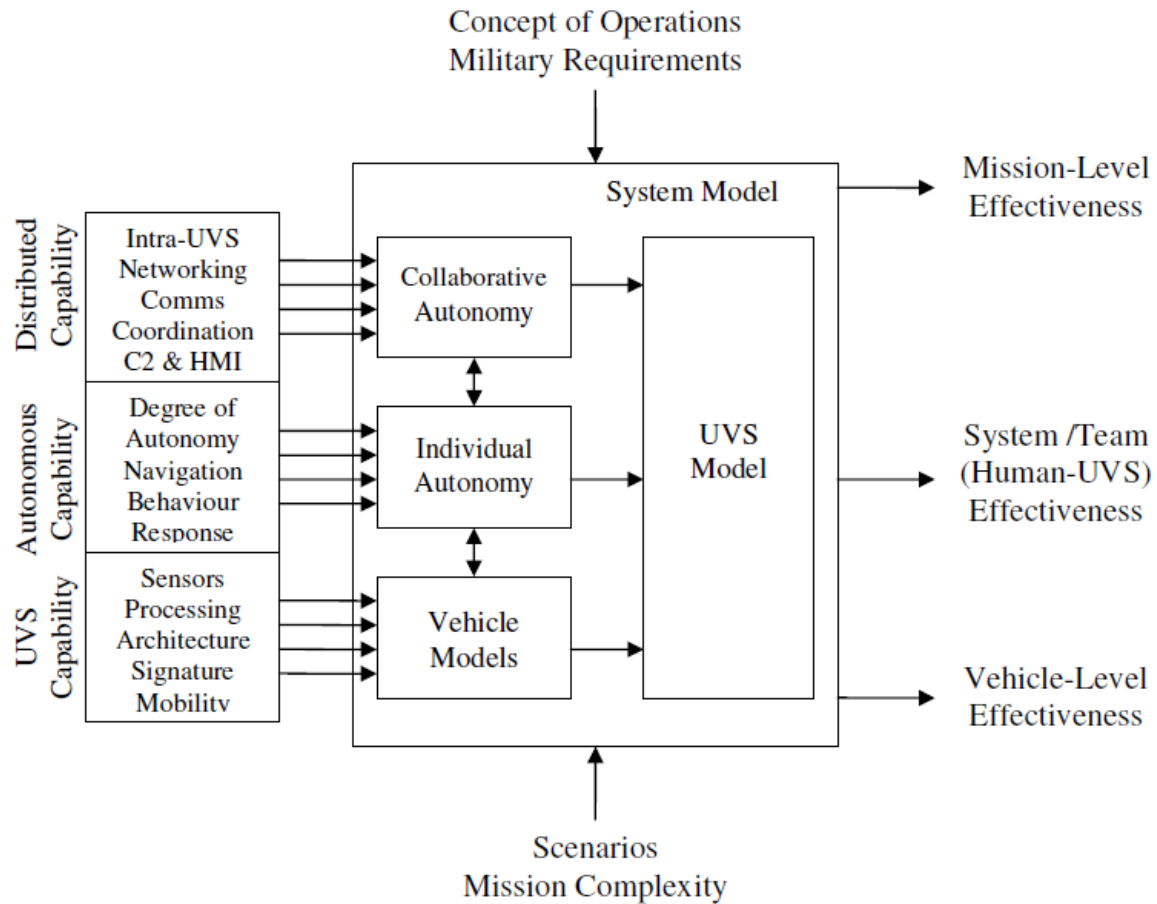 Concept of Operations
Military Requirements
System Model
Mission-Level
Effectiveness
Distributed
Capability
Intra-UVS
Networking
Comms
Coordination
C2 & HMI
Collaborative
Autonomy
Autonomous
Capability
Degree of
Autonomy
Navigation
Behaviour
Response
Individual
Autonomy
UVS
Model
System /Team
(Human-UVS)
Effectiveness
UVS
Capability
Sensors
Processing
Architecture
Signature
Mobility
Vehicle
Models
Vehicle-Level
Effectiveness
Scenarios
Mission Complexity